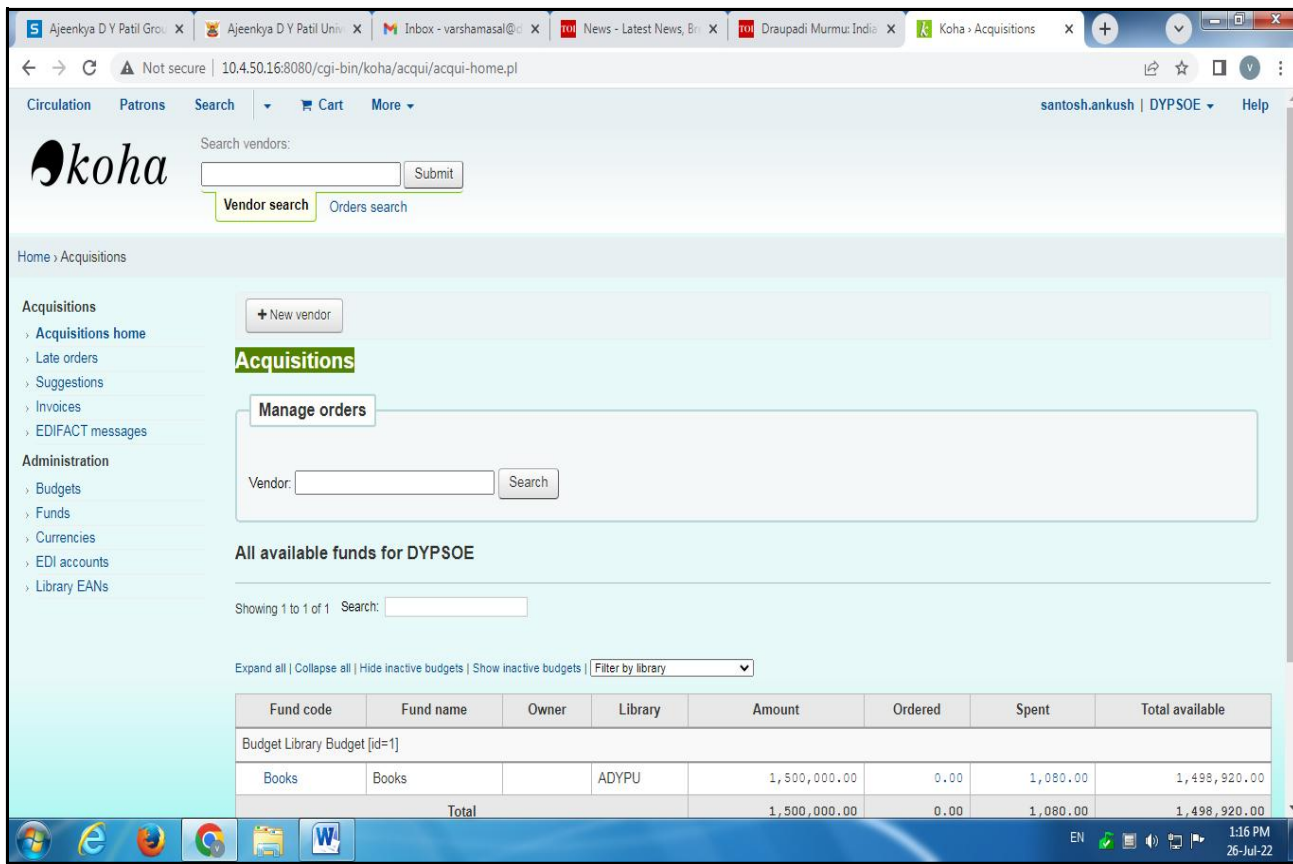 Ajeenkya D Y Patil Grou
Ajeenkya D Y Patil Univ
Inbox - varshamasal@d
News - Latest News, Br
Draupadi Murmu: India
Koha › Acquisitions
Not secure | 10.4.50.16:8080/cgi-bin/koha/acqui/acqui-home.pl
Circulation Patrons Search Cart More santosh.ankush | DYPSOE Help
koha
Search vendors:
Submit
Vendor search Orders search
Home › Acquisitions
Acquisitions
› Acquisitions home
› Late orders
› Suggestions
› Invoices
› EDIFACT messages
Administration
› Budgets
› Funds
› Currencies
› EDI accounts
› Library EANs
+ New vendor
Acquisitions
Manage orders
Vendor: Search
All available funds for DYPSOE
Showing 1 to 1 of 1 Search:
Expand all | Collapse all | Hide inactive budgets | Show inactive budgets | Filter by library
Fund code Fund name Owner Library Amount Ordered Spent Total available
Budget Library Budget [id=1]
Books Books ADYPU 1,500,000.00 0.00 1,080.00 1,498,920.00
Total 1,500,000.00 0.00 1,080.00 1,498,920.00
EN 1:16 PM
26-Jul-22